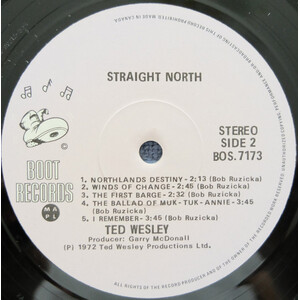 STRAIGHT NORTH
STEREO
SIDE 2
BOS.7173
BOOT
RECORDS
M A
P L
1. NORTHLANDS DESTINY - 2:13 (Bob Ruzicka)
2. WINDS OF CHANGE - 2:45 (Bob Ruzicka)
3. THE FIRST BARGE - 2:32 (Bob Ruzicka)
4. THE BALLAD OF MUK - TUK - ANNIE - 3:45
(Bob Ruzicka)
5. I REMEMBER - 3:45 (Bob Ruzicka)
TED WESLEY
Producer: Garry McDonall
(P) 1972 Ted Wesley Productions Ltd.